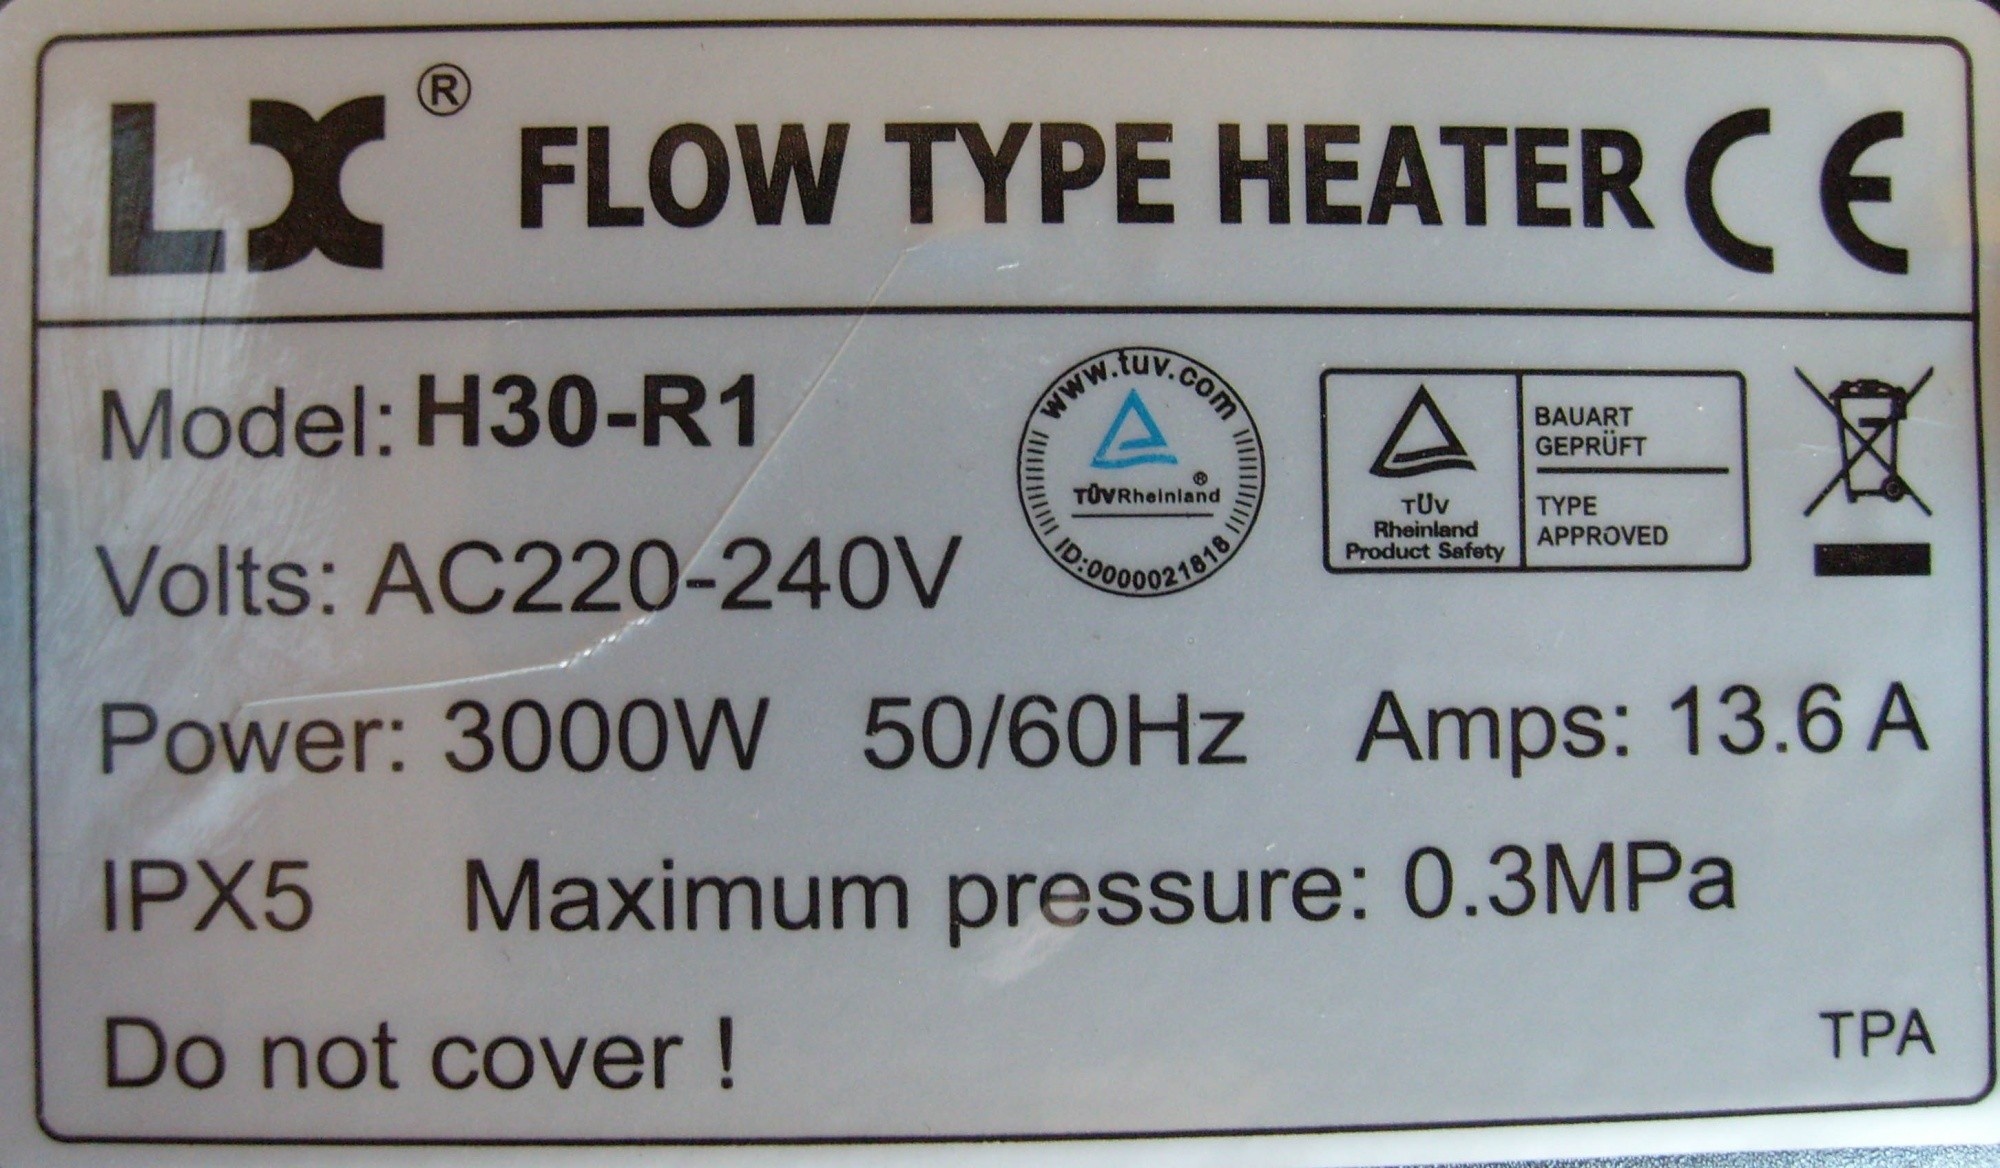 LX® FLOW TYPE HEATER CE
Model: H30-R1
www.tuv.com
TÜVRheinland®
ID:0000021818
TÜV
Rheinland
Product Safety
BAUART
GEPRÜFT
TYPE
APPROVED
Volts: AC220-240V
Power: 3000W 50/60Hz Amps: 13.6 A
IPX5 Maximum pressure: 0.3MPa
Do not cover !
TPA